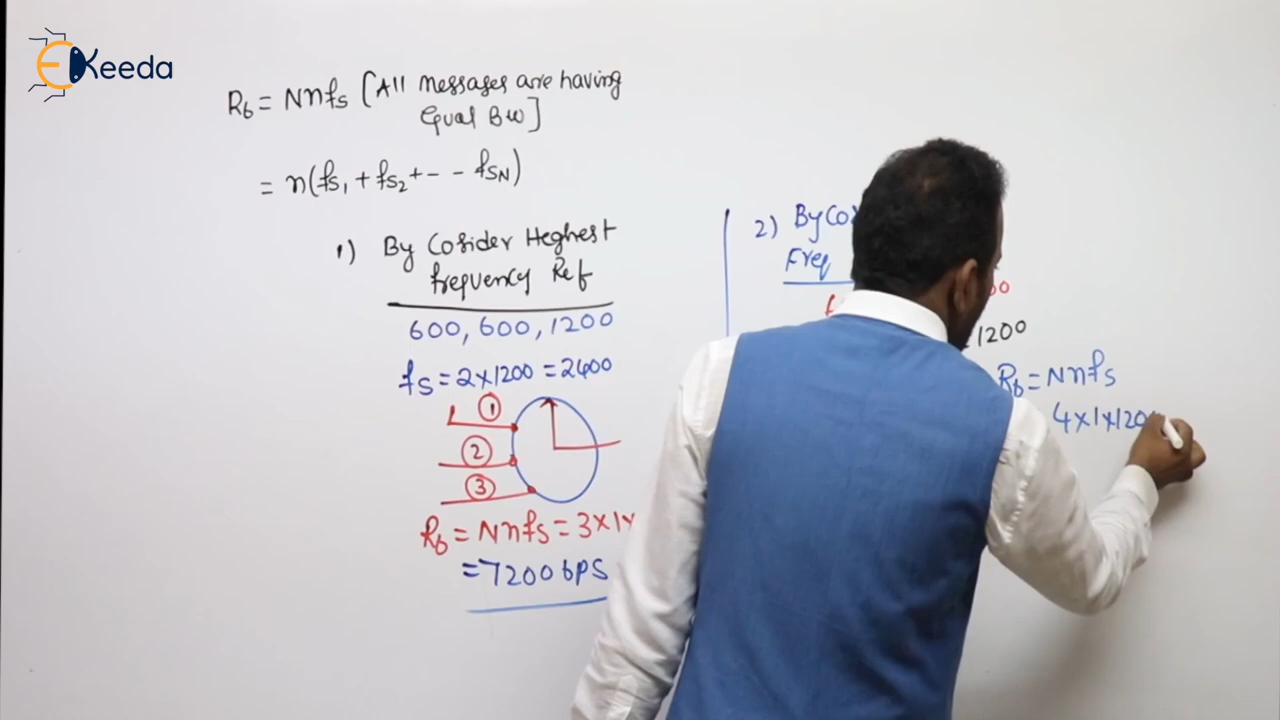 EKeeda
Rb = Nnfs [All Messages are having
Equal BW]
= n(fs1 + fs2 + - - fsN)
1) By Cosider Heghest
frequency Ref
600, 600, 1200
fs = 2x1200 = 2400
1
2
3
Rb = Nnfs = 3x1x
= 7200 bps
2) By Co
Freq
1200
Rb = Nnfs
4x1x120